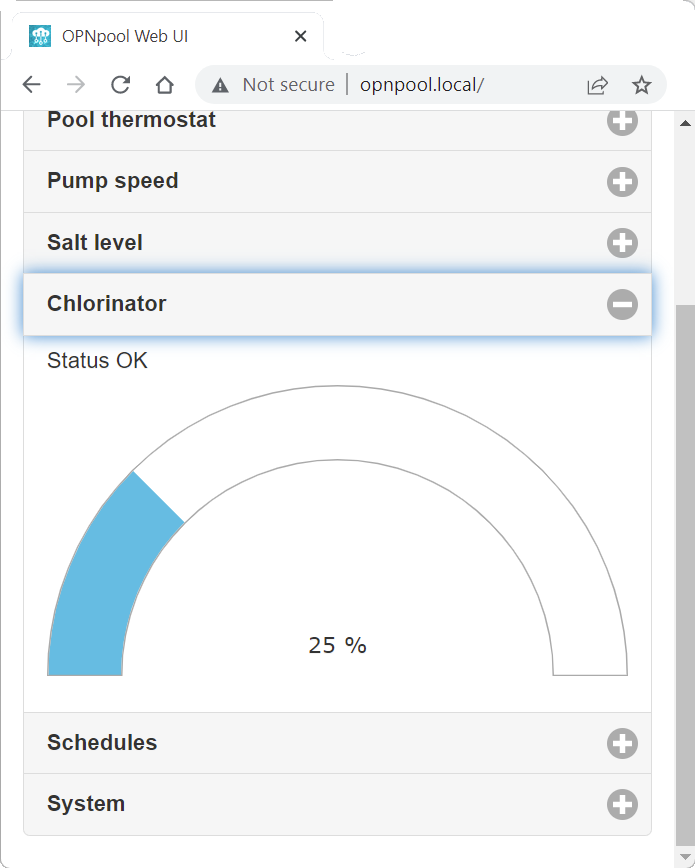 OPNpool Web UI
Not secure opnpool.local/
Pool thermostat
Pump speed
Salt level
Chlorinator
Status OK
25 %
Schedules
System